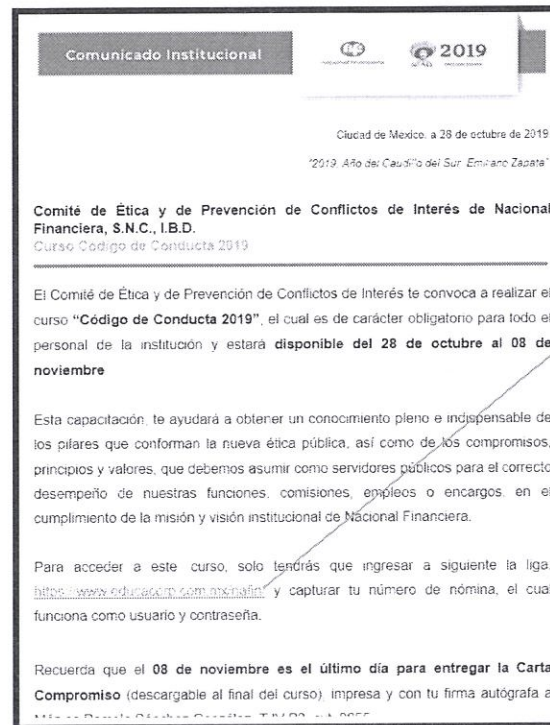 Comunicado Institucional
2019
Ciudad de Mexico, a 28 de octubre de 2019
"2019, Año del Caudillo del Sur, Emiliano Zapata"
Comité de Ética y de Prevención de Conflictos de Interés de Nacional
Financiera, S.N.C., I.B.D.
Curso Codigo de Conducta 2019
El Comité de Ética y de Prevención de Conflictos de Interés te convoca a realizar el
curso "Código de Conducta 2019", el cual es de carácter obligatorio para todo el
personal de la institución y estará disponible del 28 de octubre al 08 de
noviembre
Esta capacitación, te ayudará a obtener un conocimiento pleno e indispensable de
los pilares que conforman la nueva ética pública, así como de los compromisos,
principios y valores, que debemos asumir como servidores públicos para el correcto
desempeño de nuestras funciones, comisiones, empleos o encargos, en el
cumplimiento de la misión y visión institucional de Nacional Financiera.
Para acceder a este curso, solo tendrás que ingresar a siguiente la liga,
https://www.educacorp.com.mx/nafin/ y capturar tu número de nómina, el cual
funciona como usuario y contraseña.
Recuerda que el 08 de noviembre es el último día para entregar la Carta
Compromiso (descargable al final del curso), impresa y con tu firma autógrafa a